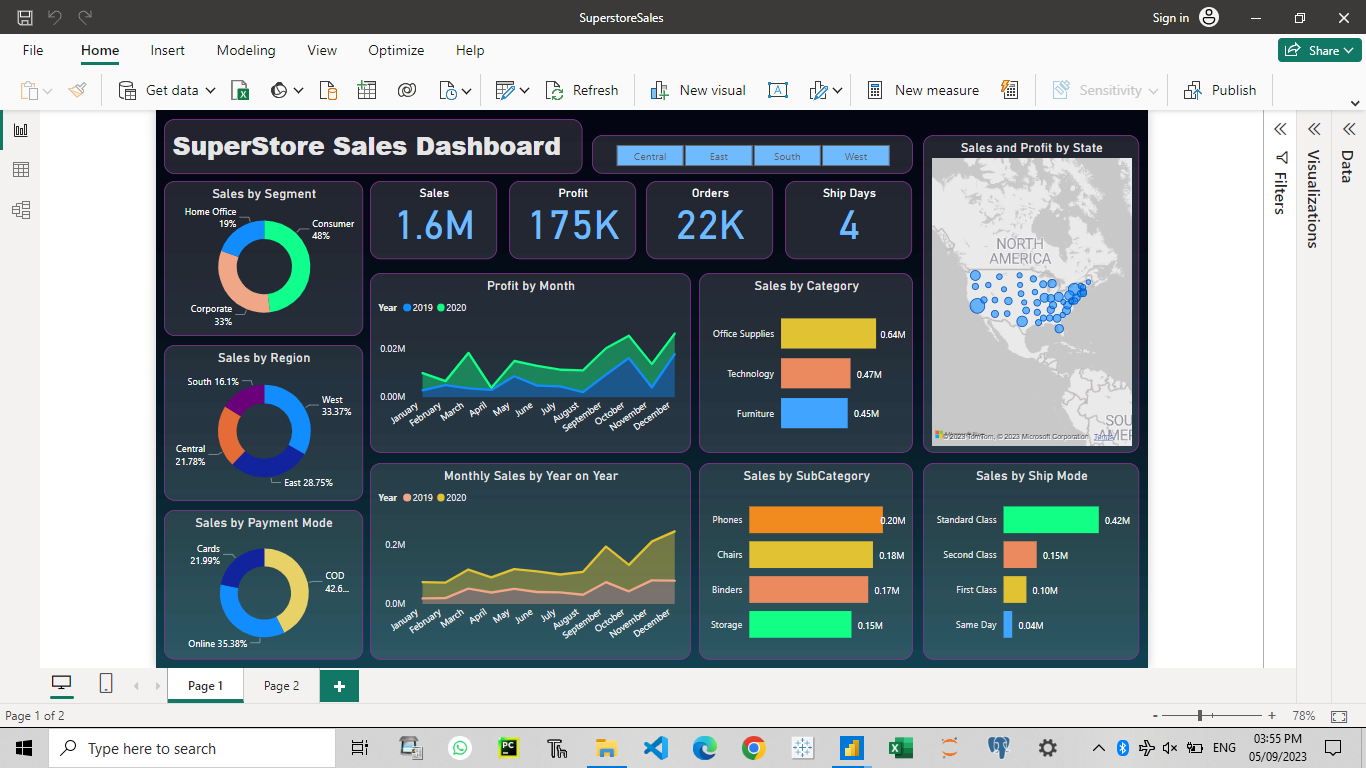 SuperstoreSales
Sign in
File Home Insert Modeling View Optimize Help
Share
Get data
Refresh
New visual
New measure
Sensitivity
Publish
SuperStore Sales Dashboard
Central East South West
Sales by Segment
Home Office
19%
Consumer
48%
Corporate
33%
Sales
1.6M
Profit
175K
Orders
22K
Ship Days
4
Sales and Profit by State
NORTH
AMERICA
SOU
AMER
© 2023 TomTom, © 2023 Microsoft Corporation Terms
Profit by Month
Year 2019 2020
0.02M
0.00M
January
February
March
April
May
June
July
August
September
October
November
December
Sales by Category
Office Supplies 0.64M
Technology 0.47M
Furniture 0.45M
Sales by Region
South 16.1%
West
33.37%
Central
21.78%
East 28.75%
Sales by Payment Mode
Cards
21.99%
COD
42.6...
Online 35.38%
Monthly Sales by Year on Year
Year 2019 2020
0.2M
0.0M
January
February
March
April
May
June
July
August
September
October
November
December
Sales by SubCategory
Phones 0.20M
Chairs 0.18M
Binders 0.17M
Storage 0.15M
Sales by Ship Mode
Standard Class 0.42M
Second Class 0.15M
First Class 0.10M
Same Day 0.04M
Filters
Visualizations
Data
Page 1
Page 2
Page 1 of 2
- + 78%
Type here to search
PC
ENG
03:55 PM
05/09/2023